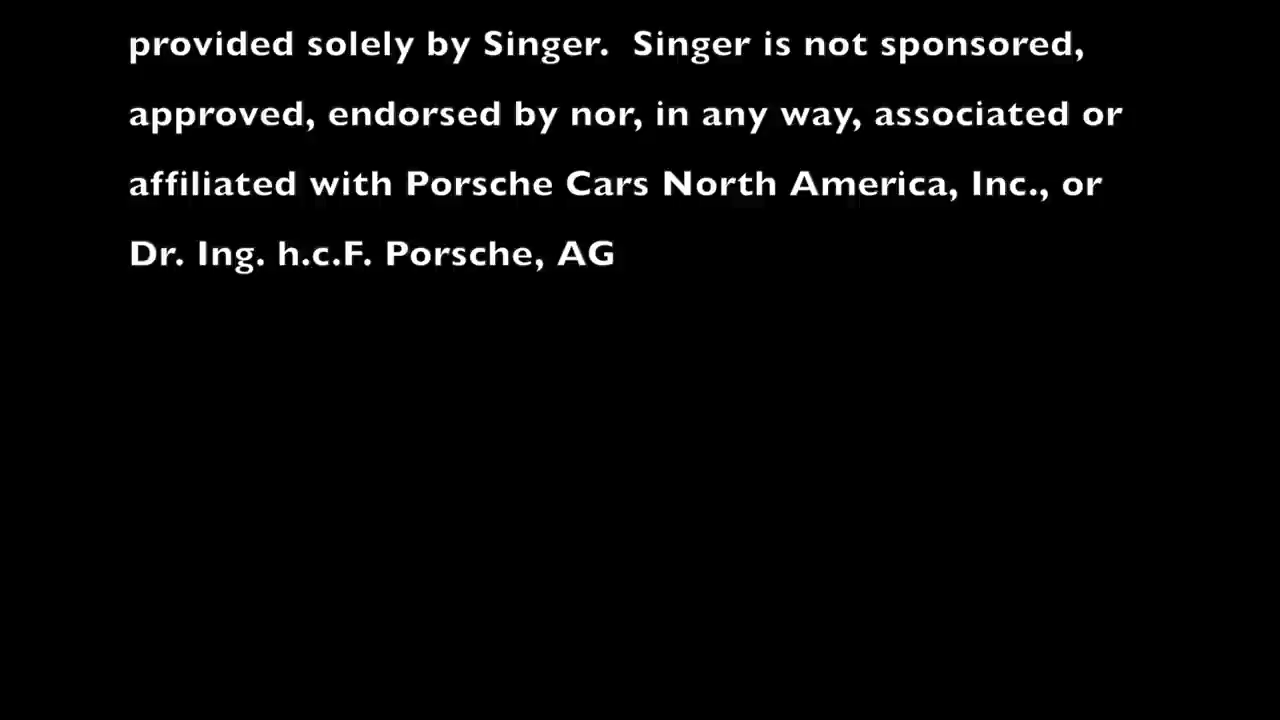 provided solely by Singer.  Singer is not sponsored,
approved, endorsed by nor, in any way, associated or
affiliated with Porsche Cars North America, Inc., or
Dr. Ing. h.c.F. Porsche, AG